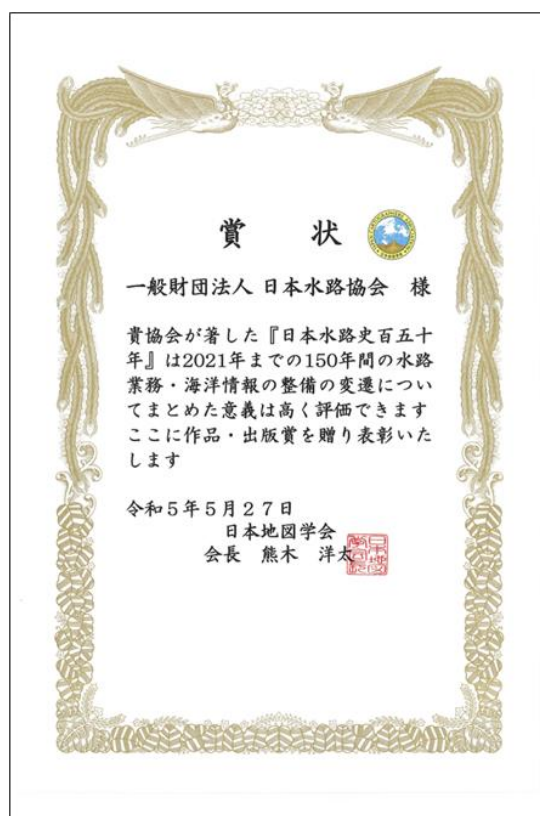 賞状
一般財団法人 日本水路協会 様
貴協会が著した『日本水路史百五十
年』は2021年までの150年間の水路
業務・海洋情報の整備の変遷につい
てまとめた意義は高く評価できます
ここに作品・出版賞を贈り表彰いた
します
令和5年5月27日
日本地図学会
会長 熊木 洋太